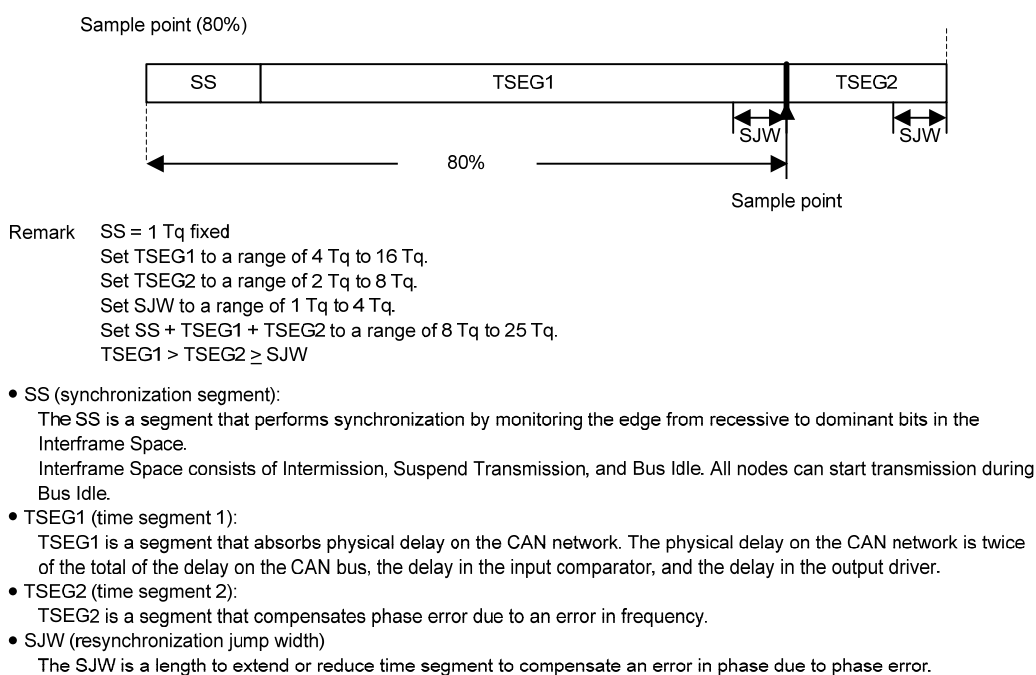 Sample point (80%)
SS TSEG1 TSEG2
SJW SJW
80%
Sample point
Remark SS = 1 Tq fixed
Set TSEG1 to a range of 4 Tq to 16 Tq.
Set TSEG2 to a range of 2 Tq to 8 Tq.
Set SJW to a range of 1 Tq to 4 Tq.
Set SS + TSEG1 + TSEG2 to a range of 8 Tq to 25 Tq.
TSEG1 > TSEG2 ≥ SJW
• SS (synchronization segment):
The SS is a segment that performs synchronization by monitoring the edge from recessive to dominant bits in the
Interframe Space.
Interframe Space consists of Intermission, Suspend Transmission, and Bus Idle. All nodes can start transmission during
Bus Idle.
• TSEG1 (time segment 1):
TSEG1 is a segment that absorbs physical delay on the CAN network. The physical delay on the CAN network is twice
of the total of the delay on the CAN bus, the delay in the input comparator, and the delay in the output driver.
• TSEG2 (time segment 2):
TSEG2 is a segment that compensates phase error due to an error in frequency.
• SJW (resynchronization jump width)
The SJW is a length to extend or reduce time segment to compensate an error in phase due to phase error.